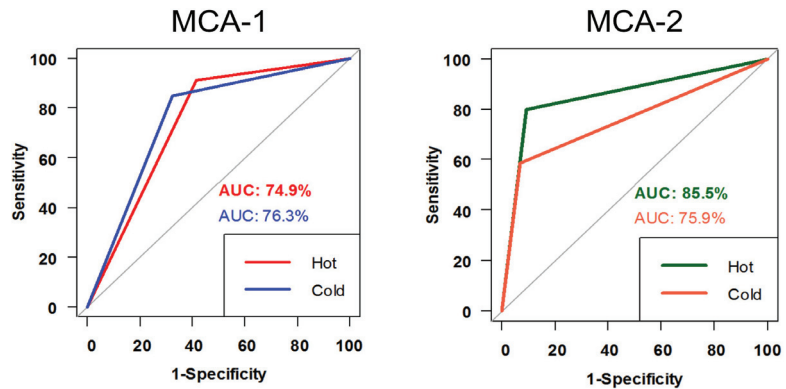 MCA-1
100
80
60
40
20
0
Sensitivity
AUC: 74.9%
AUC: 76.3%
Hot
Cold
0 20 40 60 80 100
1-Specificity
MCA-2
100
80
60
40
20
0
Sensitivity
AUC: 85.5%
AUC: 75.9%
Hot
Cold
0 20 40 60 80 100
1-Specificity